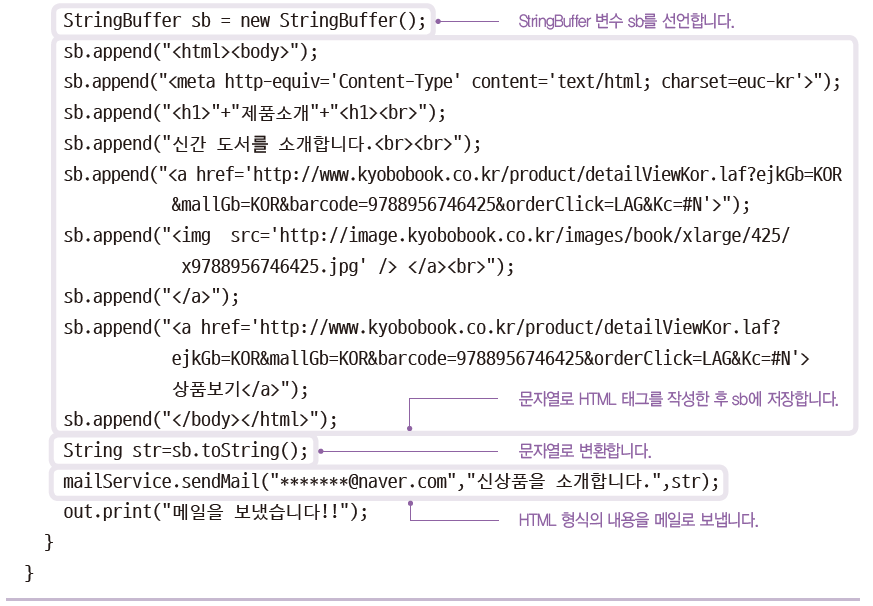 StringBuffer sb = new StringBuffer(); StringBuffer 변수 sb를 선언합니다.
sb.append("<html><body>");
sb.append("<meta http-equiv='Content-Type' content='text/html; charset=euc-kr'>");
sb.append("<h1>"+"제품소개"+"<h1><br>");
sb.append("신간 도서를 소개합니다.<br><br>");
sb.append("<a href='http://www.kyobobook.co.kr/product/detailViewKor.laf?ejkGb=KOR
&mallGb=KOR&barcode=9788956746425&orderClick=LAG&Kc=#N'>");
sb.append("<img src='http://image.kyobobook.co.kr/images/book/xlarge/425/
x9788956746425.jpg' /> </a><br>");
sb.append("</a>");
sb.append("<a href='http://www.kyobobook.co.kr/product/detailViewKor.laf?
ejkGb=KOR&mallGb=KOR&barcode=9788956746425&orderClick=LAG&Kc=#N'>
상품보기</a>");
문자열로 HTML 태그를 작성한 후 sb에 저장합니다.
sb.append("</body></html>");
String str=sb.toString(); 문자열로 변환합니다.
mailService.sendMail("*******@naver.com","신상품을 소개합니다.",str);
out.print("메일을 보냈습니다!!"); HTML 형식의 내용을 메일로 보냅니다.
}
}